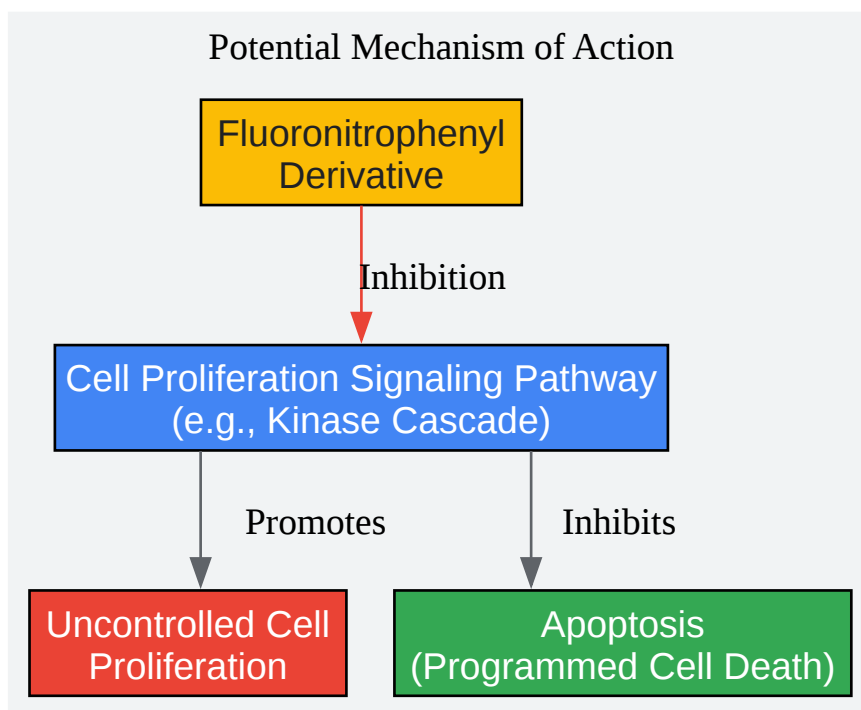 Potential Mechanism of Action
Fluoronitrophenyl
Derivative
Inhibition
Cell Proliferation Signaling Pathway
(e.g., Kinase Cascade)
Promotes
Inhibits
Uncontrolled Cell
Proliferation
Apoptosis
(Programmed Cell Death)